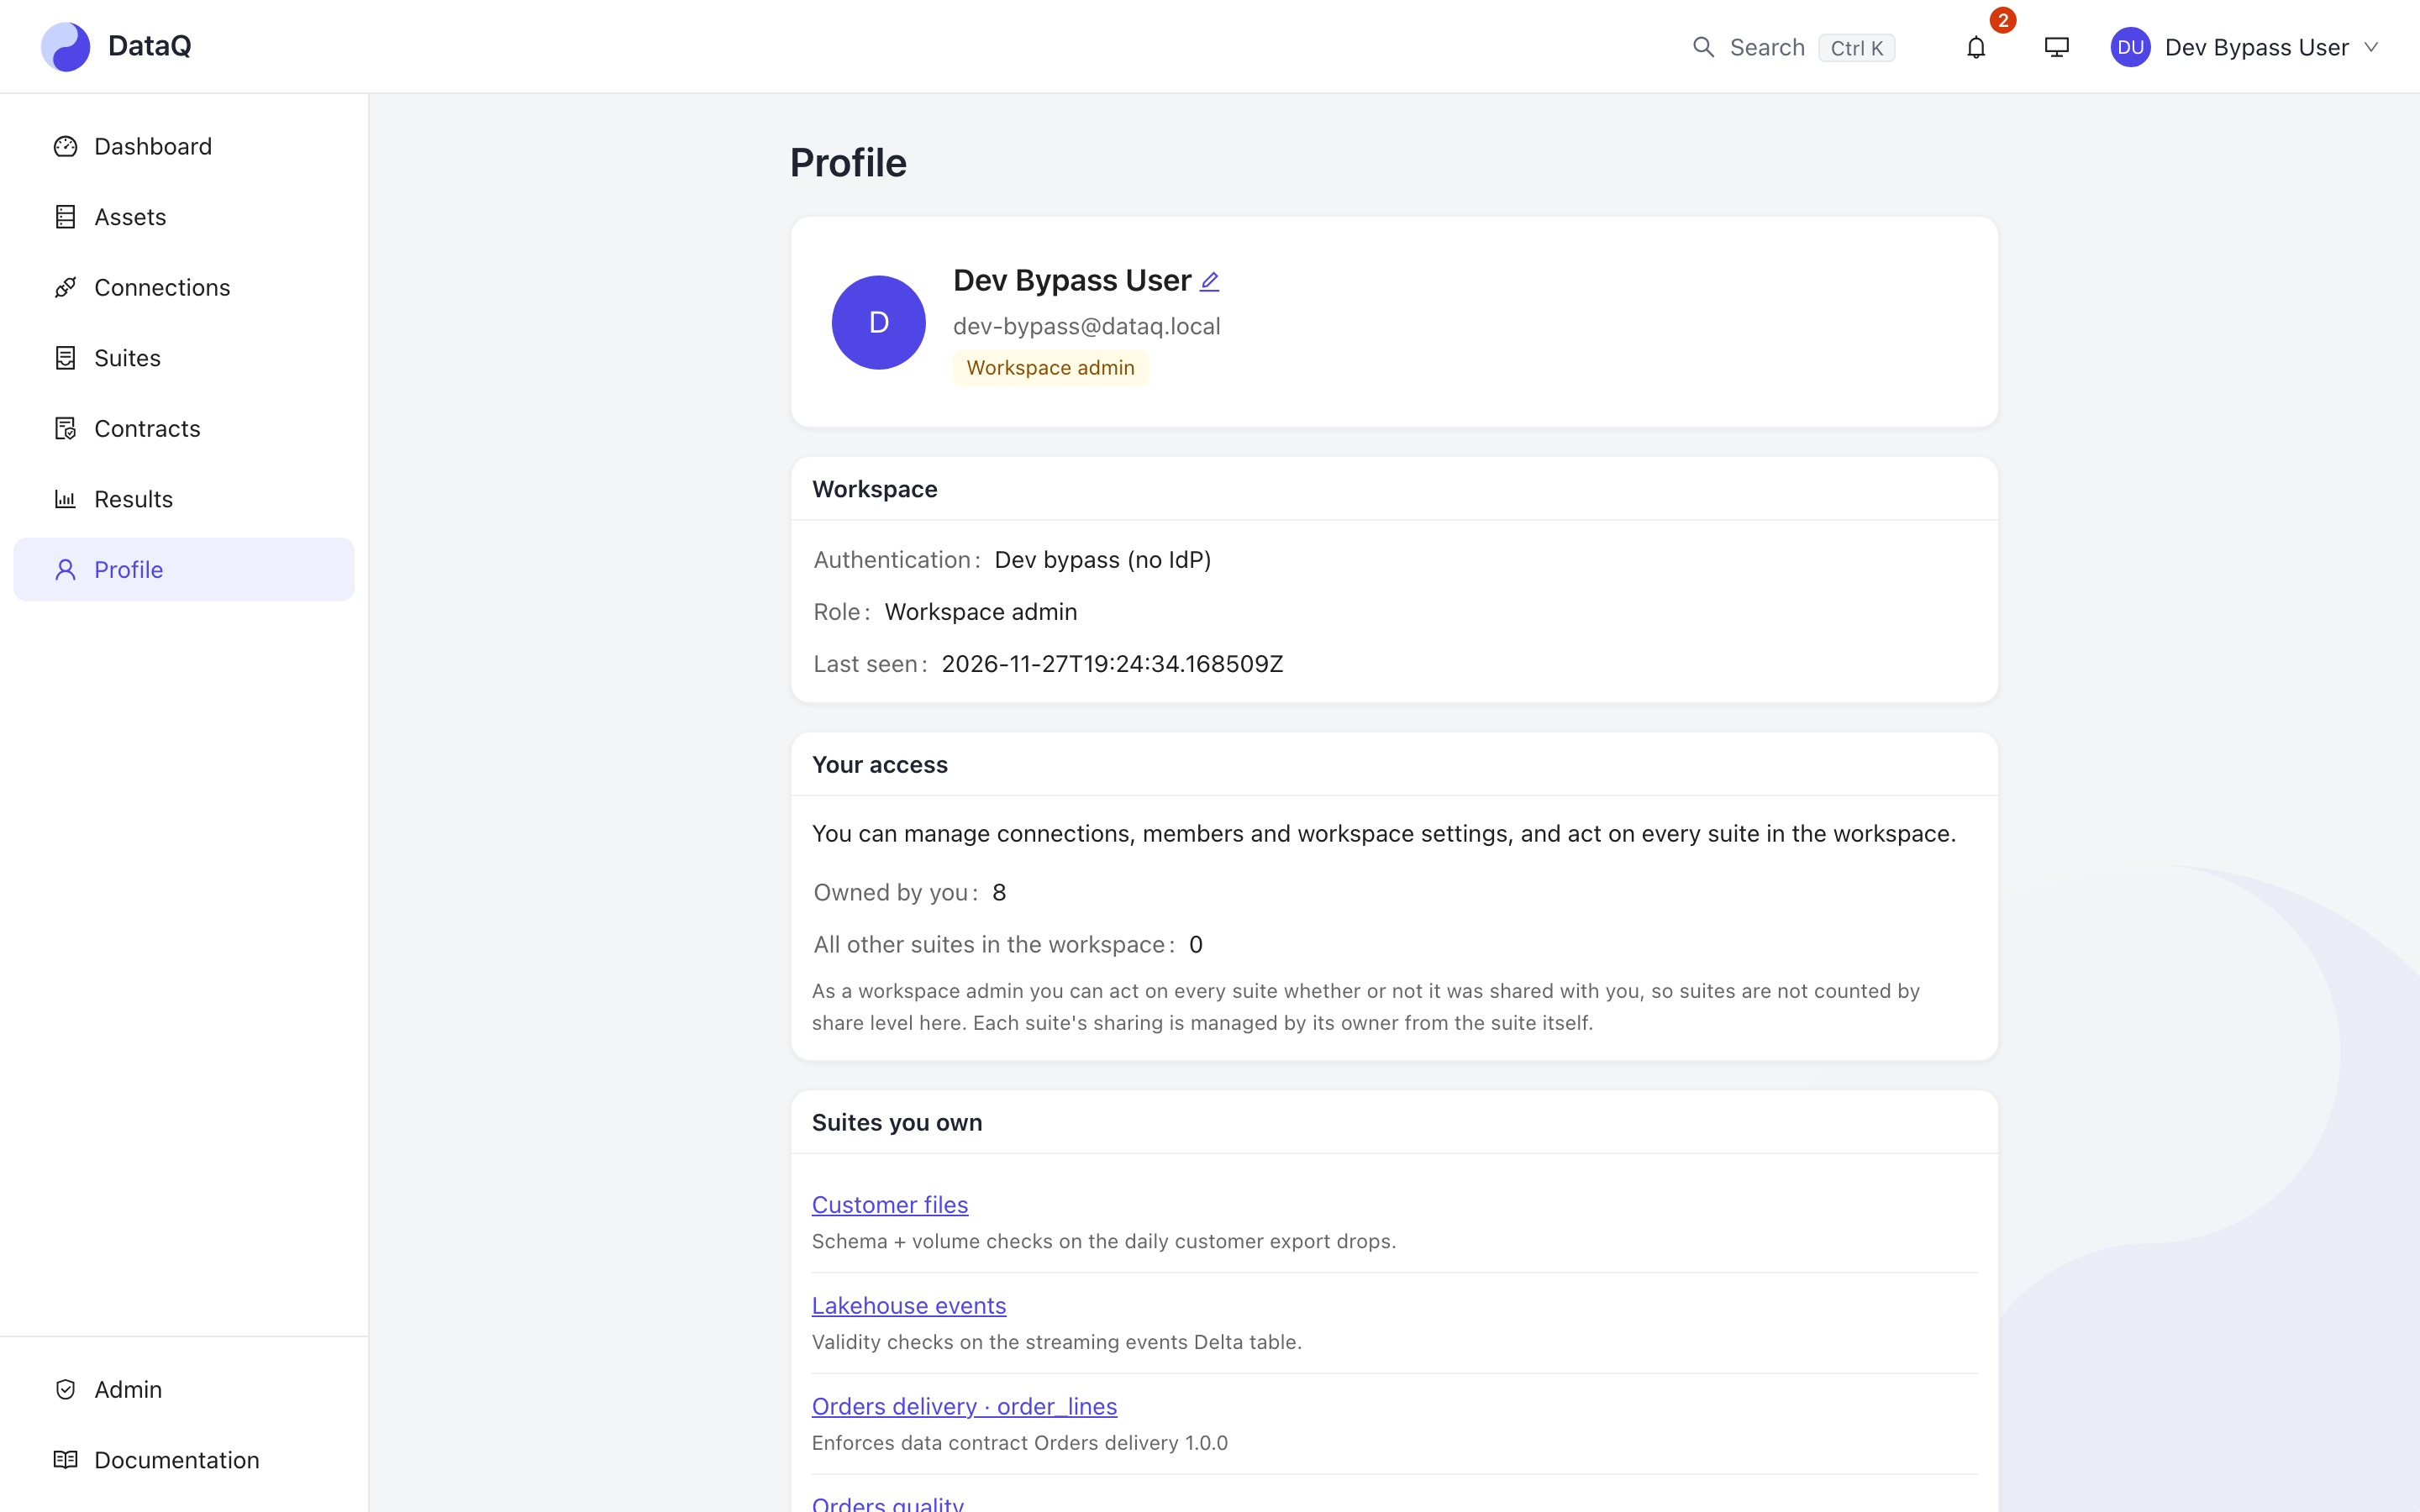 DataQ
Search Ctrl K
2
DU Dev Bypass User
Dashboard
Assets
Connections
Suites
Contracts
Results
Profile
Admin
Documentation
Profile
D
Dev Bypass User
dev-bypass@dataq.local
Workspace admin
Workspace
Authentication: Dev bypass (no IdP)
Role: Workspace admin
Last seen: 2026-11-27T19:24:34.168509Z
Your access
You can manage connections, members and workspace settings, and act on every suite in the workspace.
Owned by you: 8
All other suites in the workspace: 0
As a workspace admin you can act on every suite whether or not it was shared with you, so suites are not counted by
share level here. Each suite's sharing is managed by its owner from the suite itself.
Suites you own
Customer files
Schema + volume checks on the daily customer export drops.
Lakehouse events
Validity checks on the streaming events Delta table.
Orders delivery · order_lines
Enforces data contract Orders delivery 1.0.0
Orders quality